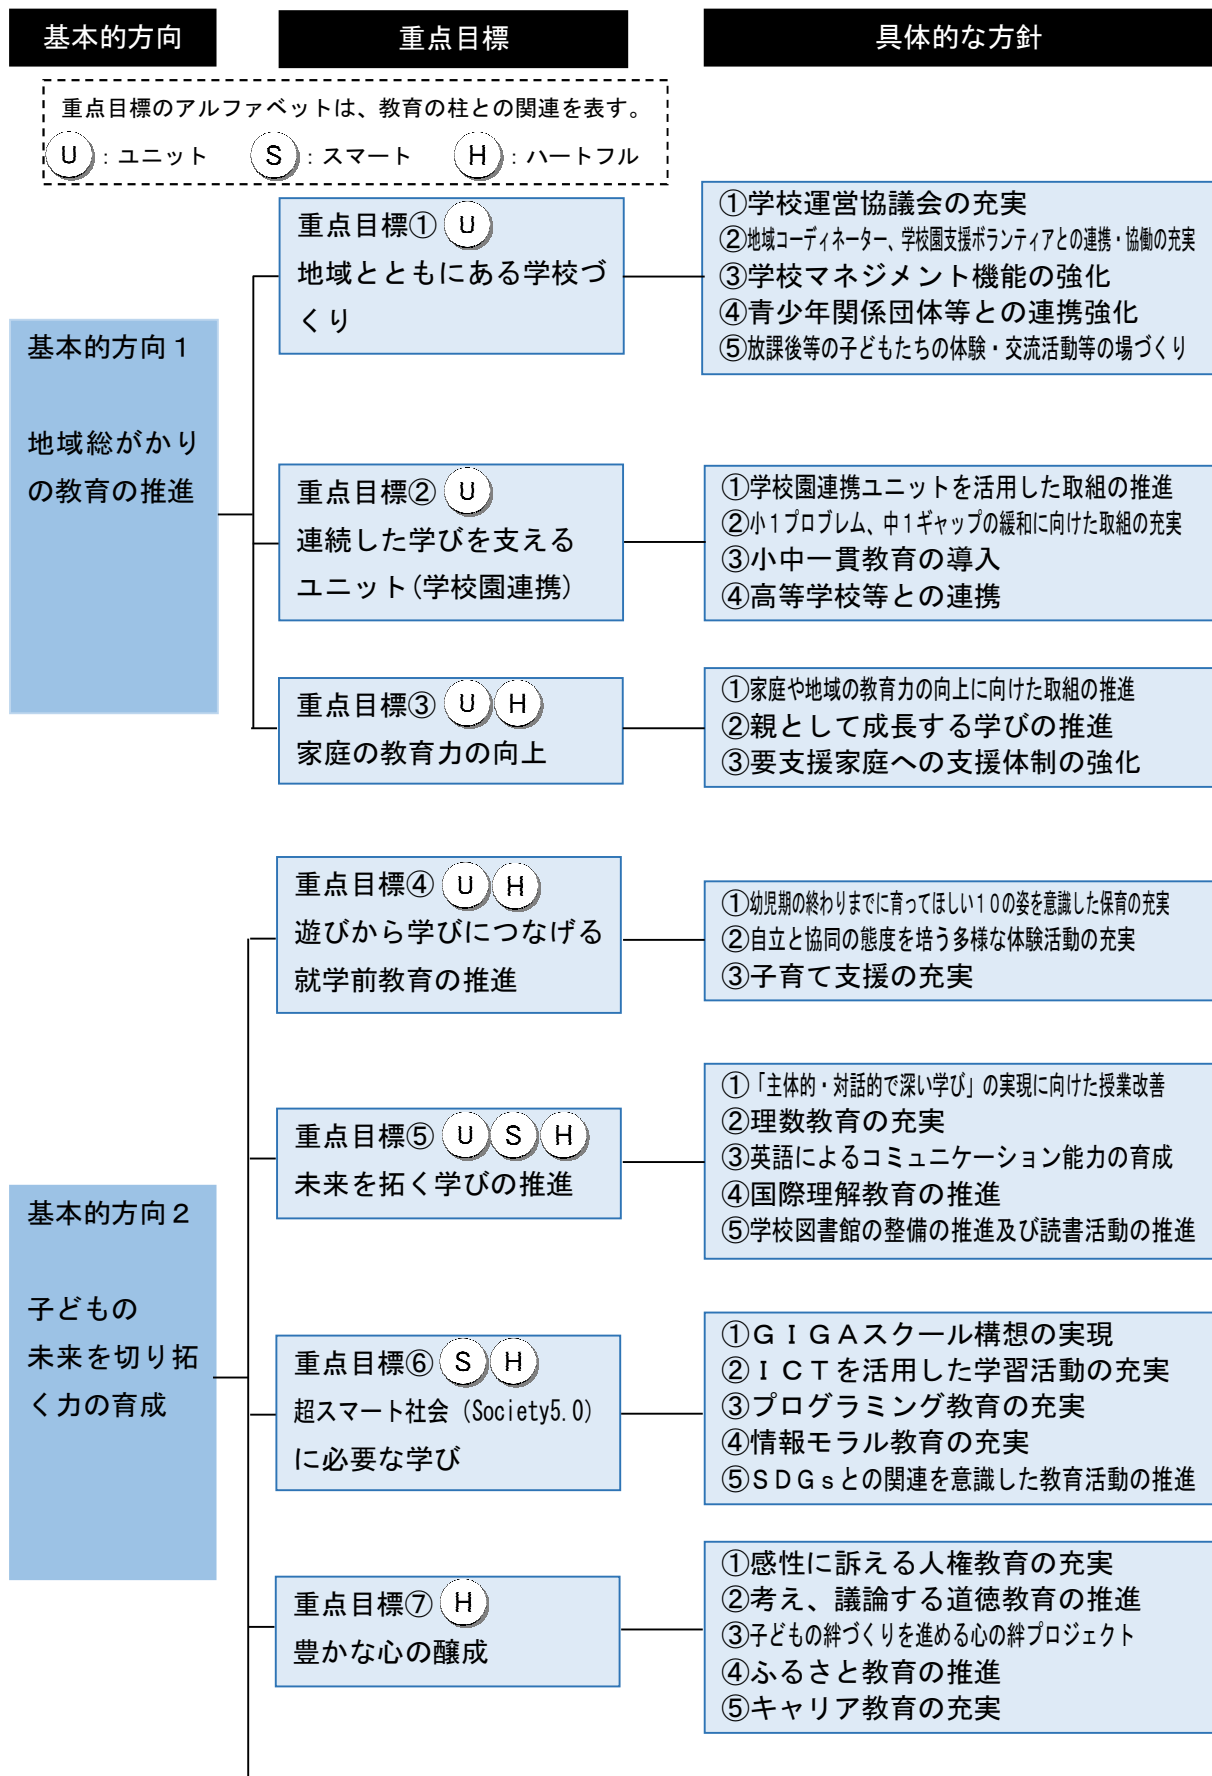 基本的方向
重点目標
具体的な方針
重点目標のアルファベットは、教育の柱との関連を表す。
U：ユニット S：スマート H：ハートフル
基本的方向１
地域総がかり
の教育の推進
重点目標① U
地域とともにある学校づ
くり
①学校運営協議会の充実
②地域コーディネーター、学校園支援ボランティアとの連携・協働の充実
③学校マネジメント機能の強化
④青少年関係団体等との連携強化
⑤放課後等の子どもたちの体験・交流活動等の場づくり
重点目標② U
連続した学びを支える
ユニット(学校園連携)
①学校園連携ユニットを活用した取組の推進
②小１プロブレム、中１ギャップの緩和に向けた取組の充実
③小中一貫教育の導入
④高等学校等との連携
重点目標③ U H
家庭の教育力の向上
①家庭や地域の教育力の向上に向けた取組の推進
②親として成長する学びの推進
③要支援家庭への支援体制の強化
基本的方向２
子どもの
未来を切り拓
く力の育成
重点目標④ U H
遊びから学びにつなげる
就学前教育の推進
①幼児期の終わりまでに育ってほしい１０の姿を意識した保育の充実
②自立と協同の態度を培う多様な体験活動の充実
③子育て支援の充実
重点目標⑤ U S H
未来を拓く学びの推進
①「主体的・対話的で深い学び」の実現に向けた授業改善
②理数教育の充実
③英語によるコミュニケーション能力の育成
④国際理解教育の推進
⑤学校図書館の整備の推進及び読書活動の推進
重点目標⑥ S H
超スマート社会（Society5.0）
に必要な学び
①ＧＩＧＡスクール構想の実現
②ＩＣＴを活用した学習活動の充実
③プログラミング教育の充実
④情報モラル教育の充実
⑤ＳＤＧｓとの関連を意識した教育活動の推進
重点目標⑦ H
豊かな心の醸成
①感性に訴える人権教育の充実
②考え、議論する道徳教育の推進
③子どもの絆づくりを進める心の絆プロジェクト
④ふるさと教育の推進
⑤キャリア教育の充実